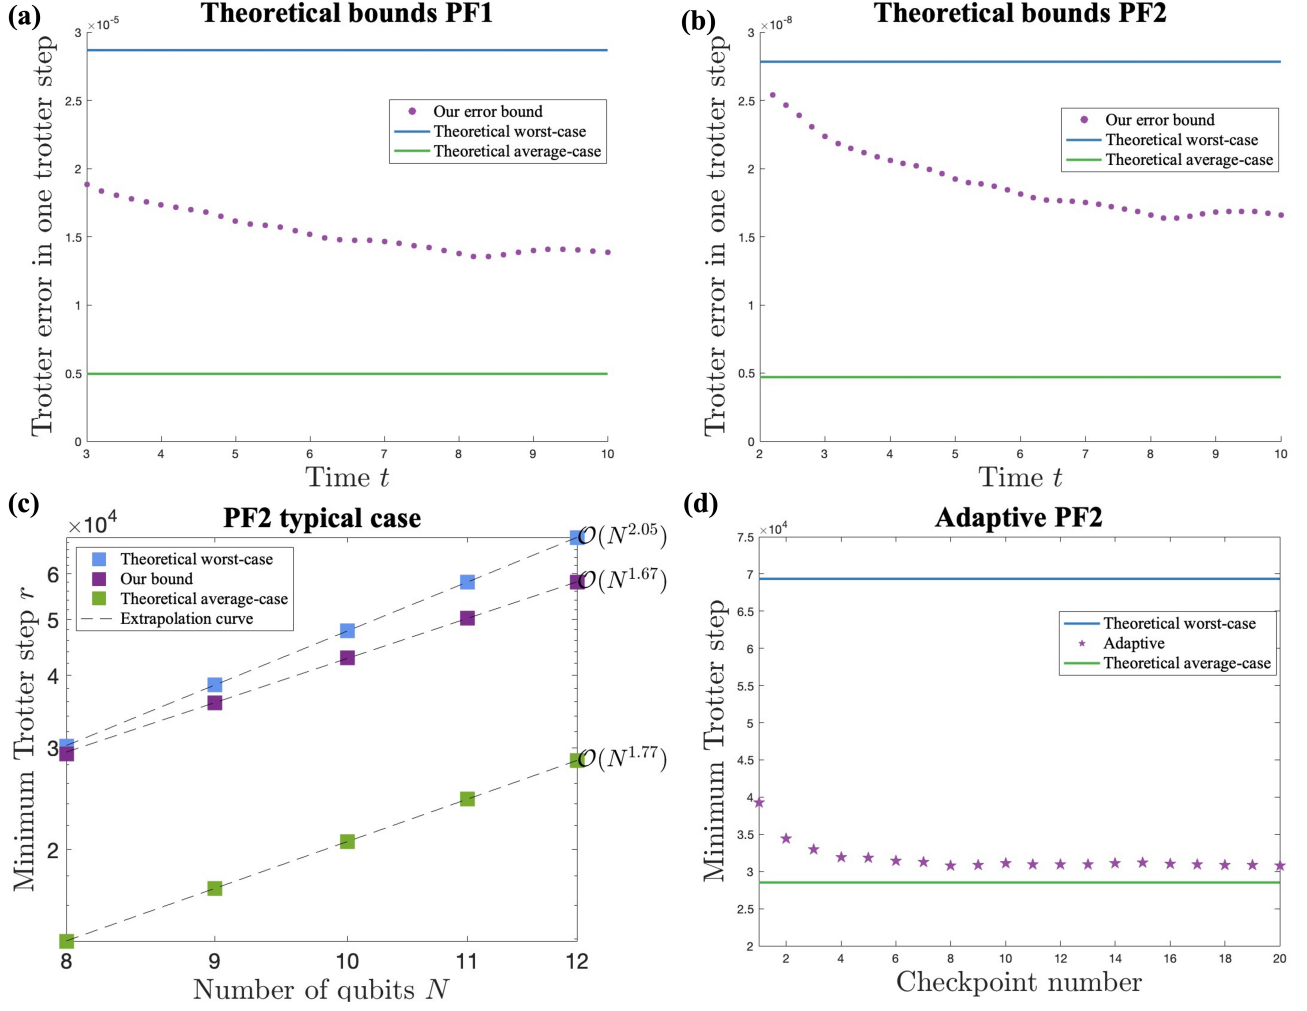 (a)
Theoretical bounds PF1
×10⁻⁵
Trotter error in one trotter step
3
2.5
2
1.5
1
0.5
0
Our error bound
Theoretical worst-case
Theoretical average-case
3 4 5 6 7 8 9 10
Time t
(b)
Theoretical bounds PF2
×10⁻⁸
Trotter error in one trotter step
3
2.5
2
1.5
1
0.5
0
Our error bound
Theoretical worst-case
Theoretical average-case
2 3 4 5 6 7 8 9 10
Time t
(c)
PF2 typical case
×10⁴
Minimum Trotter step r
6
5
4
3
2
Theoretical worst-case
Our bound
Theoretical average-case
Extrapolation curve
𝒪(N²·⁰⁵)
𝒪(N¹·⁶⁷)
𝒪(N¹·⁷⁷)
8 9 10 11 12
Number of qubits N
(d)
Adaptive PF2
×10⁴
Minimum Trotter step
7.5
7
6.5
6
5.5
5
4.5
4
3.5
3
2.5
2
Theoretical worst-case
Adaptive
Theoretical average-case
2 4 6 8 10 12 14 16 18 20
Checkpoint number